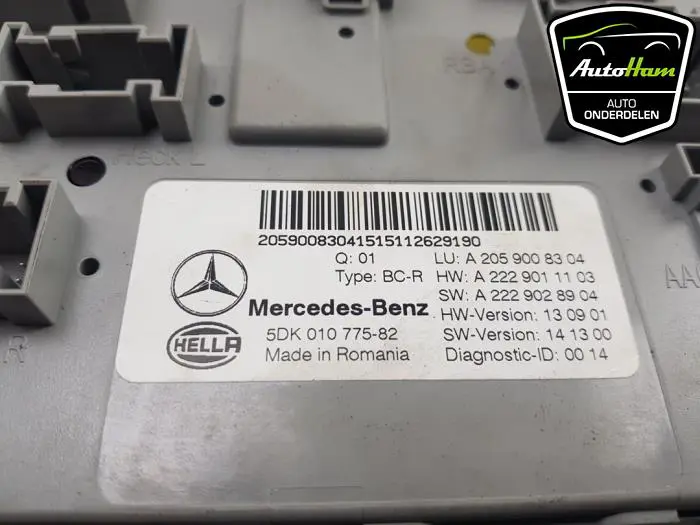 AutoHam
AUTO
ONDERDELEN
Heck L
20590083041515112629190
Q: 01
LU: A 205 900 83 04
Type: BC-R
HW: A 222 901 11 03
SW: A 222 902 89 04
Mercedes-Benz
HW-Version: 13 09 01
HELLA
5DK 010 775-82
SW-Version: 14 13 00
Made in Romania
Diagnostic-ID: 00 14
R